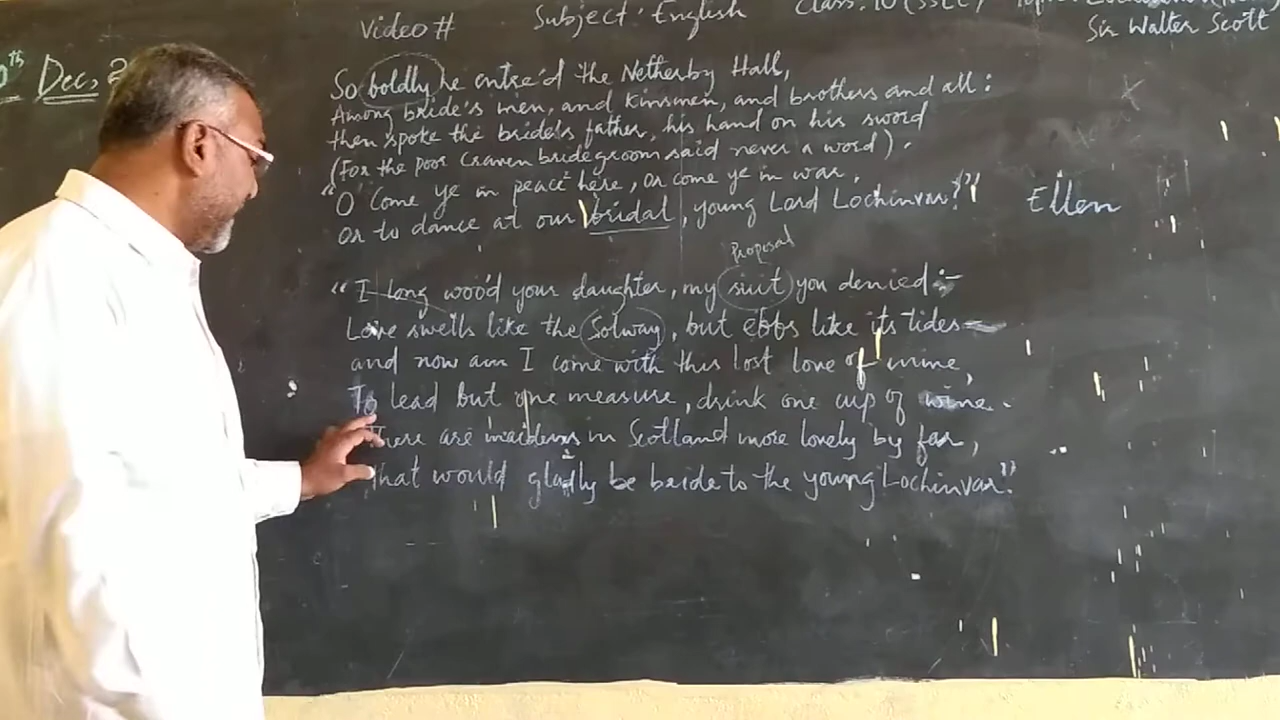 Video # Subject: English Class: 10 (SSLC)
Sir Walter Scott
th Dec, 2
So boldly he entre'd the Netherby Hall,
Among bride's men, and kinsmen, and brothers and all:
then spoke the bride's father, his hand on his sword
(For the poor craven bridegroom said never a word).
"O' Come ye in peace here, or come ye in war,
or to dance at our bridal, young Lord Lochinvar?"
Ellen
Proposal
"I long woo'd your daughter, my suit you denied:-
Love swells like the Solway, but ebbs like its tides
and now am I come with this lost love of mine,
To lead but one measure, drink one cup of wine.
There are maidens in Scotland more lovely by far,
that would gladly be bride to the young Lochinvar."